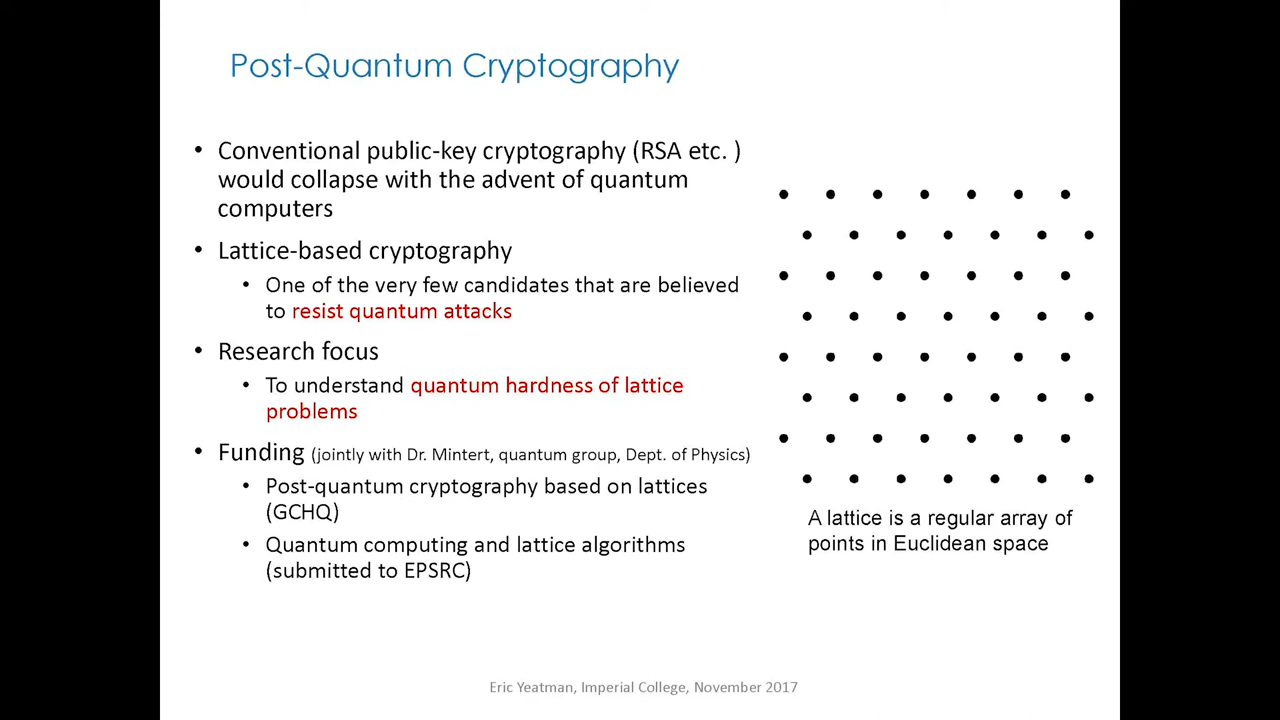 Post-Quantum Cryptography
• Conventional public-key cryptography (RSA etc. )
would collapse with the advent of quantum
computers
• Lattice-based cryptography
• One of the very few candidates that are believed
to resist quantum attacks
• Research focus
• To understand quantum hardness of lattice
problems
• Funding (jointly with Dr. Mintert, quantum group, Dept. of Physics)
• Post-quantum cryptography based on lattices
(GCHQ)
• Quantum computing and lattice algorithms
(submitted to EPSRC)
A lattice is a regular array of
points in Euclidean space
Eric Yeatman, Imperial College, November 2017